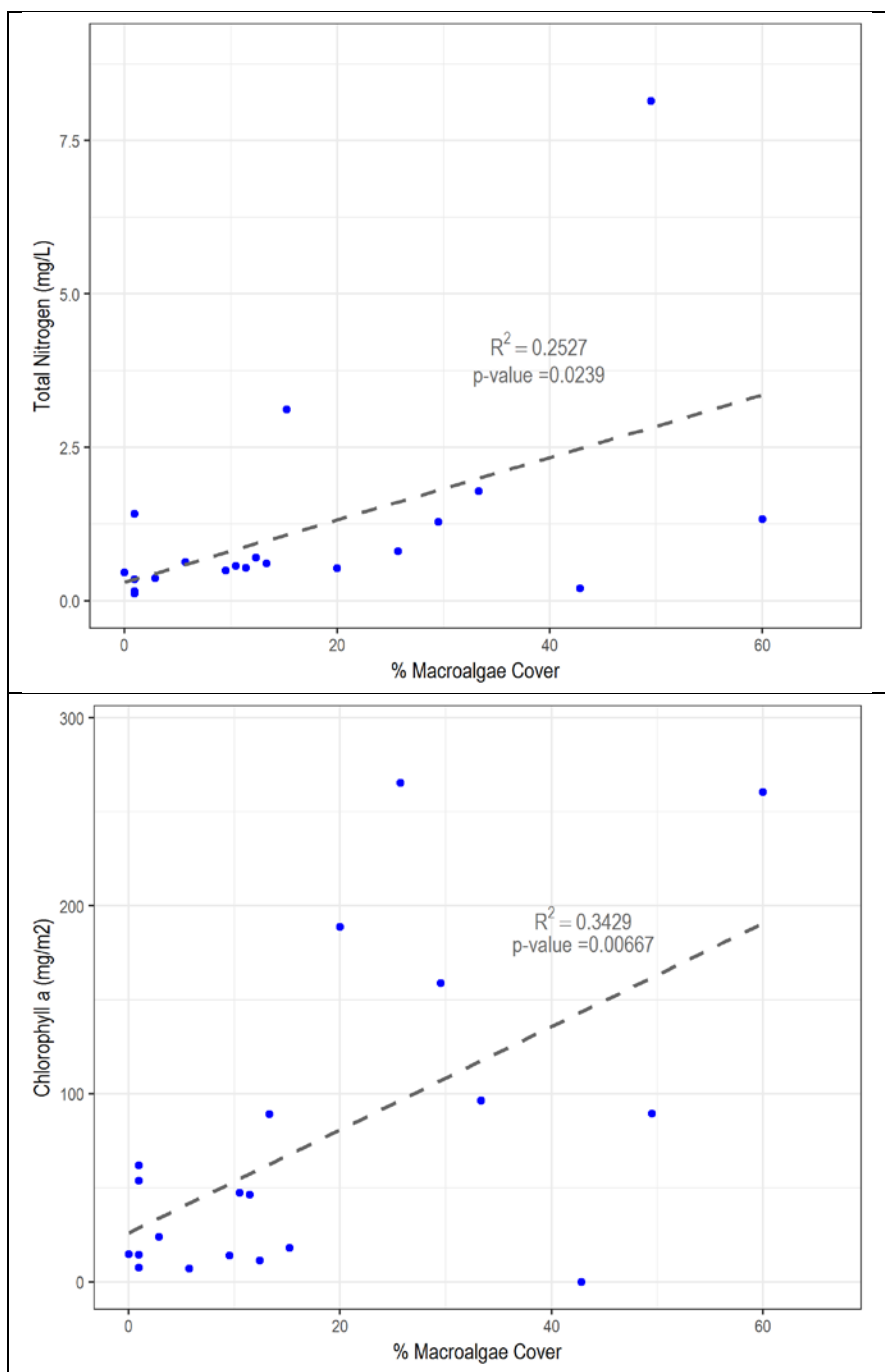 7.5
5.0
2.5
0.0
Total Nitrogen (mg/L)
R² = 0.2527
p-value =0.0239
0
20
40
60
% Macroalgae Cover
300
200
100
0
Chlorophyll a (mg/m2)
R² = 0.3429
p-value =0.00667
0
20
40
60
% Macroalgae Cover